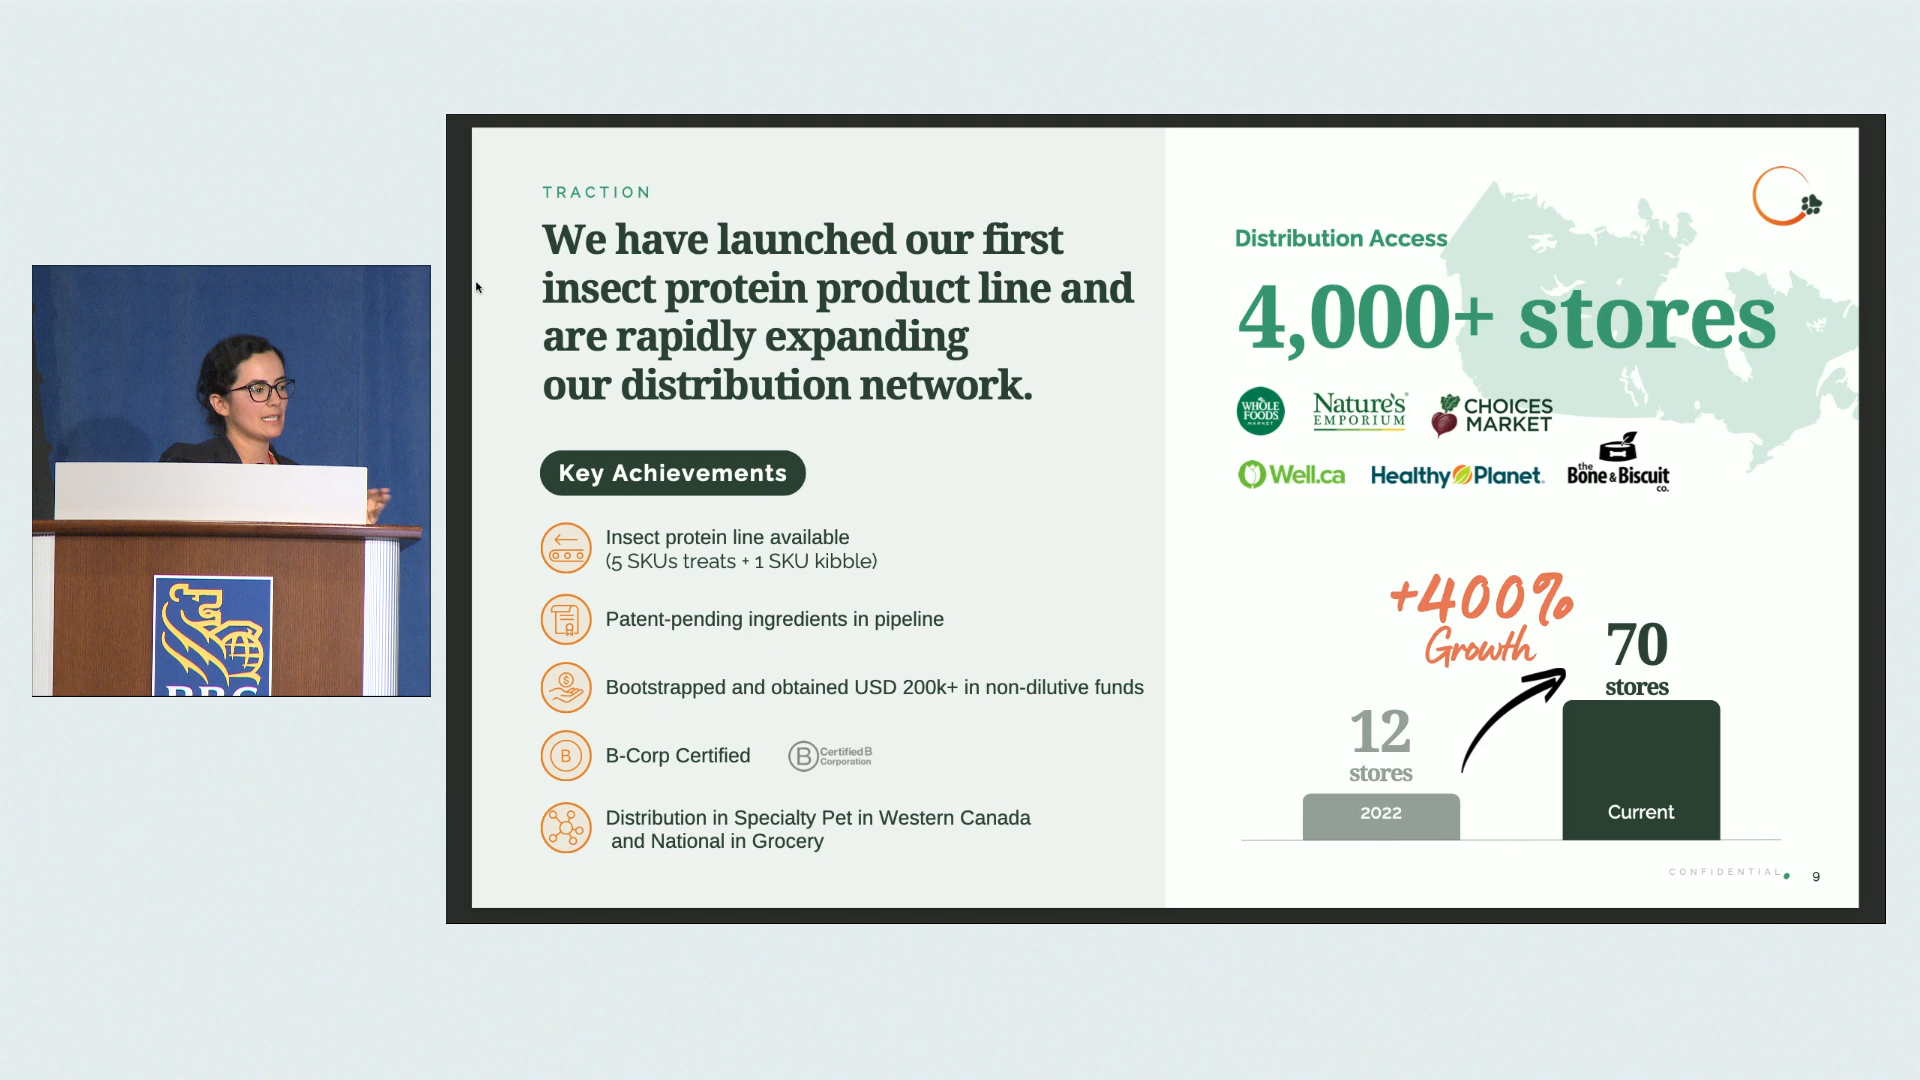 TRACTION
We have launched our first
insect protein product line and
are rapidly expanding
our distribution network.
Key Achievements
Insect protein line available
(5 SKUs treats + 1 SKU kibble)
Patent-pending ingredients in pipeline
Bootstrapped and obtained USD 200k+ in non-dilutive funds
B
B-Corp Certified
B Certified B
Corporation
Distribution in Specialty Pet in Western Canada
and National in Grocery
Distribution Access
4,000+ stores
WHOLE
FOODS
MARKET
Nature's
EMPORIUM
CHOICES
MARKET
Well.ca
Healthy Planet
the
Bone & Biscuit
co.
+400%
Growth
12
stores
2022
70
stores
Current
CONFIDENTIAL
9
RBC